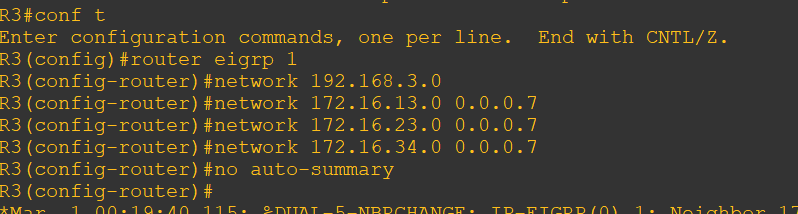 R3#conf t
Enter configuration commands, one per line.  End with CNTL/Z.
R3(config)#router eigrp 1
R3(config-router)#network 192.168.3.0
R3(config-router)#network 172.16.13.0 0.0.0.7
R3(config-router)#network 172.16.23.0 0.0.0.7
R3(config-router)#network 172.16.34.0 0.0.0.7
R3(config-router)#no auto-summary
R3(config-router)#
*Mar  1 00:19:40.115: %DUAL-5-NBRCHANGE: IP-EIGRP(0) 1: Neighbor 17